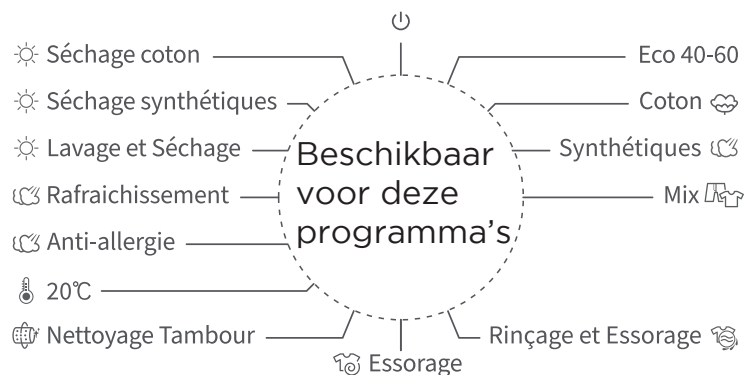 Séchage coton
Séchage synthétiques
Lavage et Séchage
Rafraichissement
Anti-allergie
20℃
Nettoyage Tambour
Beschikbaar
voor deze
programma's
Eco 40-60
Coton
Synthétiques
Mix
Rinçage et Essorage
Essorage